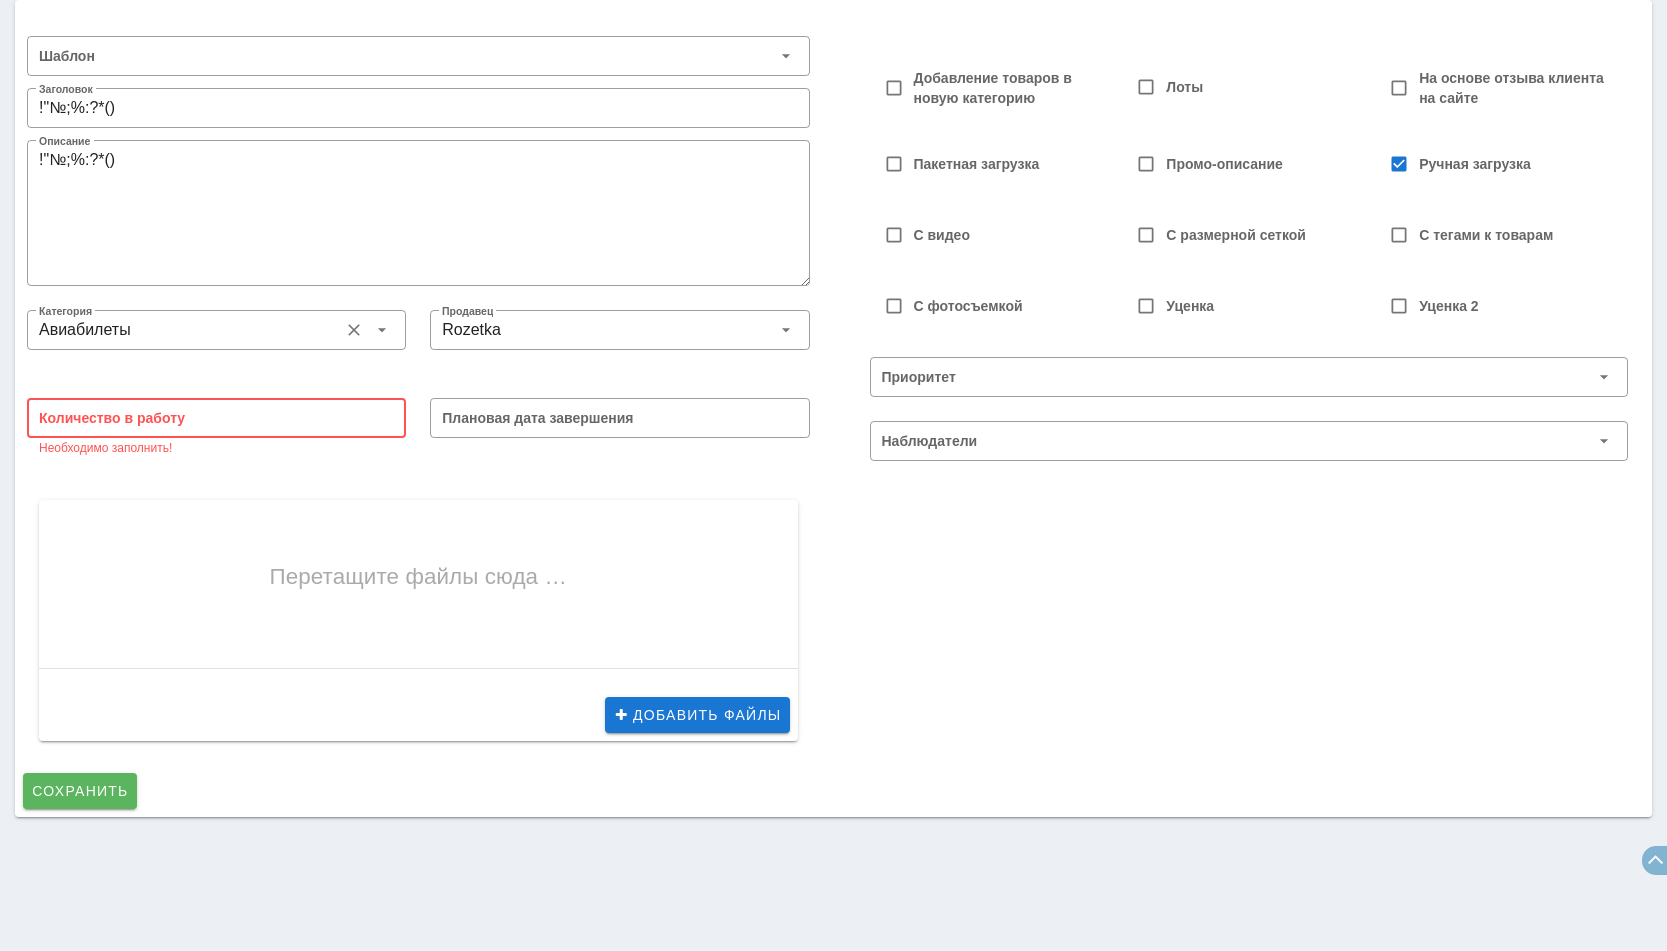 Шаблон
Заголовок
!"№;%:?*()
Описание
!"№;%:?*()
Категория
Авиабилеты
Продавец
Rozetka
Количество в работу
Необходимо заполнить!
Плановая дата завершения
Перетащите файлы сюда …
ДОБАВИТЬ ФАЙЛЫ
СОХРАНИТЬ
Добавление товаров в
новую категорию
Лоты
На основе отзыва клиента
на сайте
Пакетная загрузка
Промо-описание
Ручная загрузка
С видео
С размерной сеткой
С тегами к товарам
С фотосъемкой
Уценка
Уценка 2
Приоритет
Наблюдатели